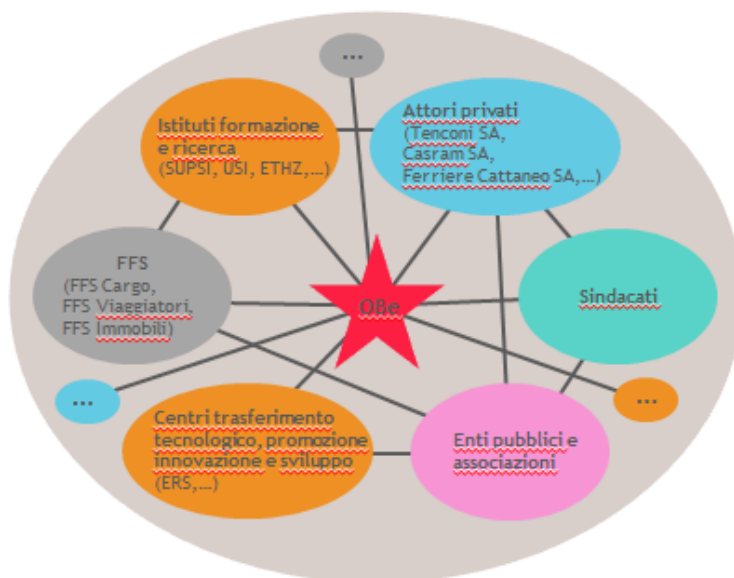 ...
Istituti formazione
e ricerca
(SUPSI, USI, ETHZ,...)
Attori privati
(Tenconi SA,
Casram SA,
Ferriere Cattaneo SA,...)
FFS
(FFS Cargo,
FFS Viaggiatori,
FFS Immobili)
OBe
Sindacati
...
...
Centri trasferimento
tecnologico, promozione
innovazione e sviluppo
(ERS,...)
Enti pubblici e
associazioni